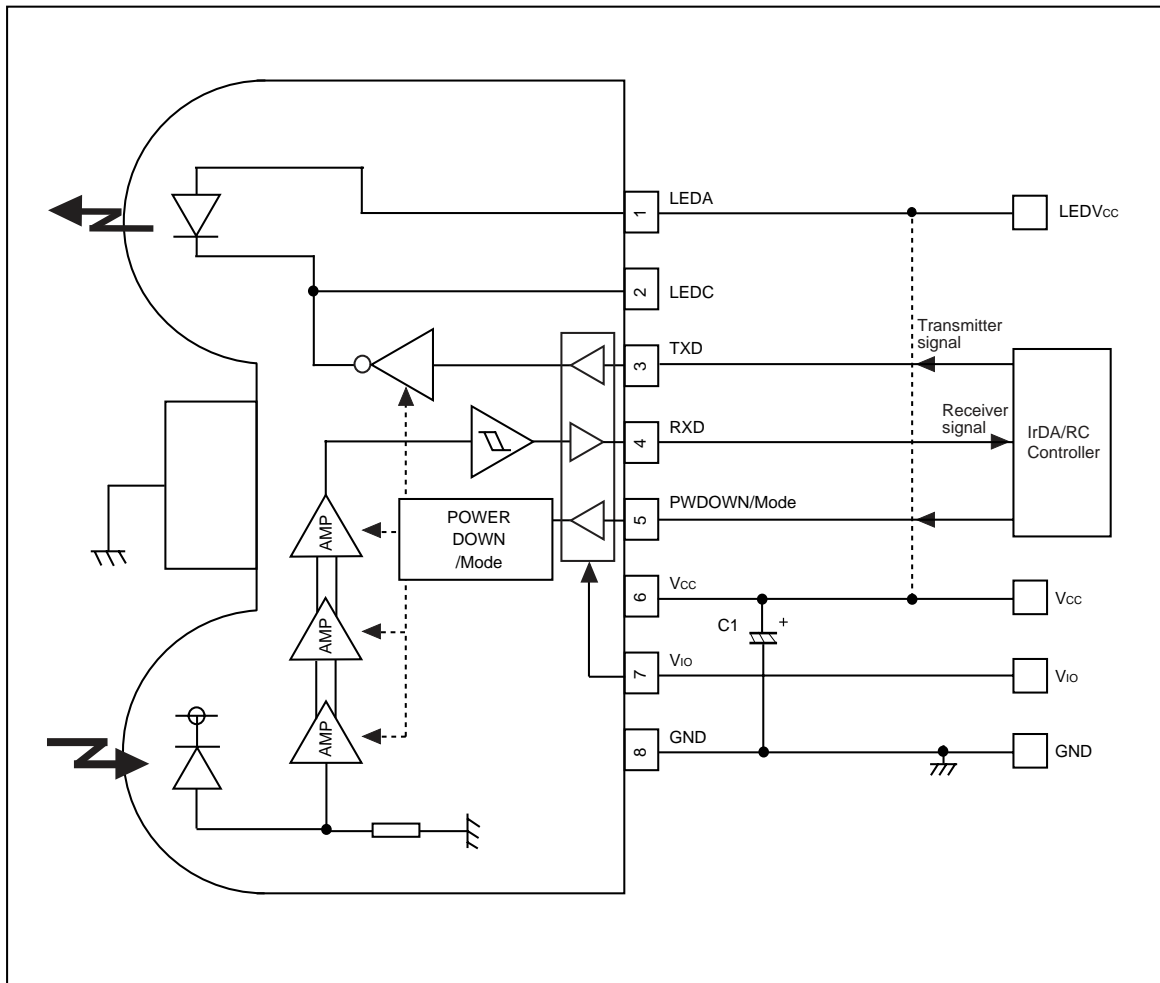 1
LEDA
LEDVCC
2
LEDC
Transmitter
signal
3
TXD
Receiver
signal
4
RXD
IrDA/RC
Controller
5
PWDOWN/Mode
POWER
DOWN
/Mode
AMP
AMP
AMP
6
VCC
VCC
C1
+
7
VIO
VIO
8
GND
GND